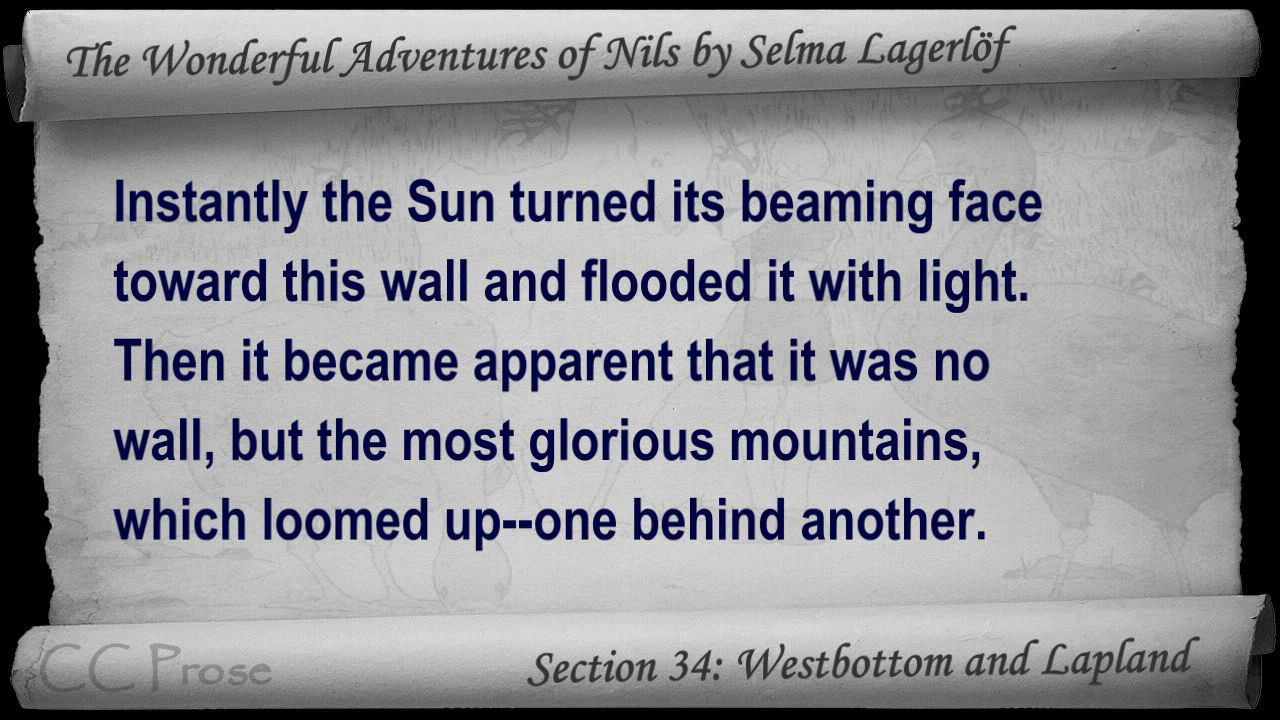 The Wonderful Adventures of Nils by Selma Lagerlöf
Instantly the Sun turned its beaming face
toward this wall and flooded it with light.
Then it became apparent that it was no
wall, but the most glorious mountains,
which loomed up--one behind another.
CC Prose
Section 34: Westbottom and Lapland